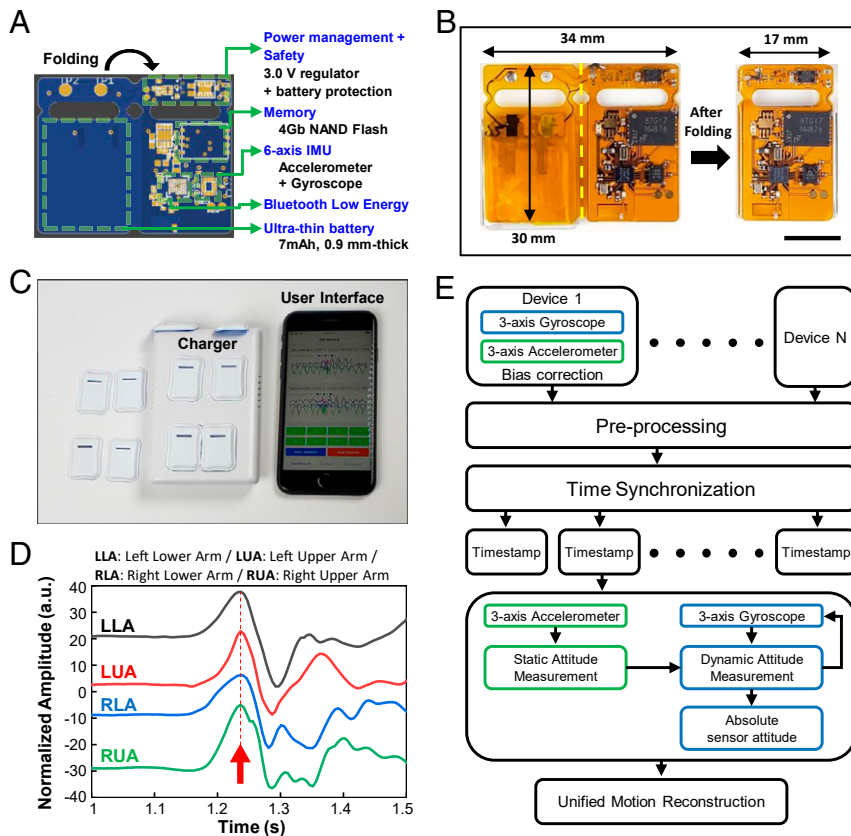 A
Folding
TP2 TP1
Power management +
Safety
3.0 V regulator
+ battery protection
Memory
4Gb NAND Flash
6-axis IMU
Accelerometer
+ Gyroscope
Bluetooth Low Energy
Ultra-thin battery
7mAh, 0.9 mm-thick
B
34 mm
17 mm
After
Folding
30 mm
8TG17
NW876
8TG17
NW876
C
Charger
User Interface
D
LLA: Left Lower Arm / LUA: Left Upper Arm /
RLA: Right Lower Arm / RUA: Right Upper Arm
Normalized Amplitude (a.u.)
40
30
20
10
0
-10
-20
-30
-40
LLA
LUA
RLA
RUA
1
1.1
1.2
1.3
1.4
1.5
Time (s)
E
Device 1
3-axis Gyroscope
3-axis Accelerometer
Bias correction
Device N
Pre-processing
Time Synchronization
Timestamp
Timestamp
Timestamp
3-axis Accelerometer
3-axis Gyroscope
Static Attitude
Measurement
Dynamic Attitude
Measurement
Absolute
sensor attitude
Unified Motion Reconstruction